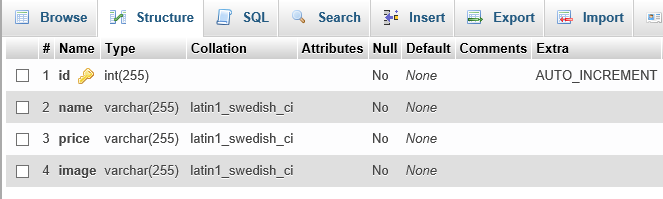 Browse Structure SQL Search Insert Export Import
# Name Type Collation Attributes Null Default Comments Extra
1 id int(255) No None AUTO_INCREMENT
2 name varchar(255) latin1_swedish_ci No None
3 price varchar(255) latin1_swedish_ci No None
4 image varchar(255) latin1_swedish_ci No None